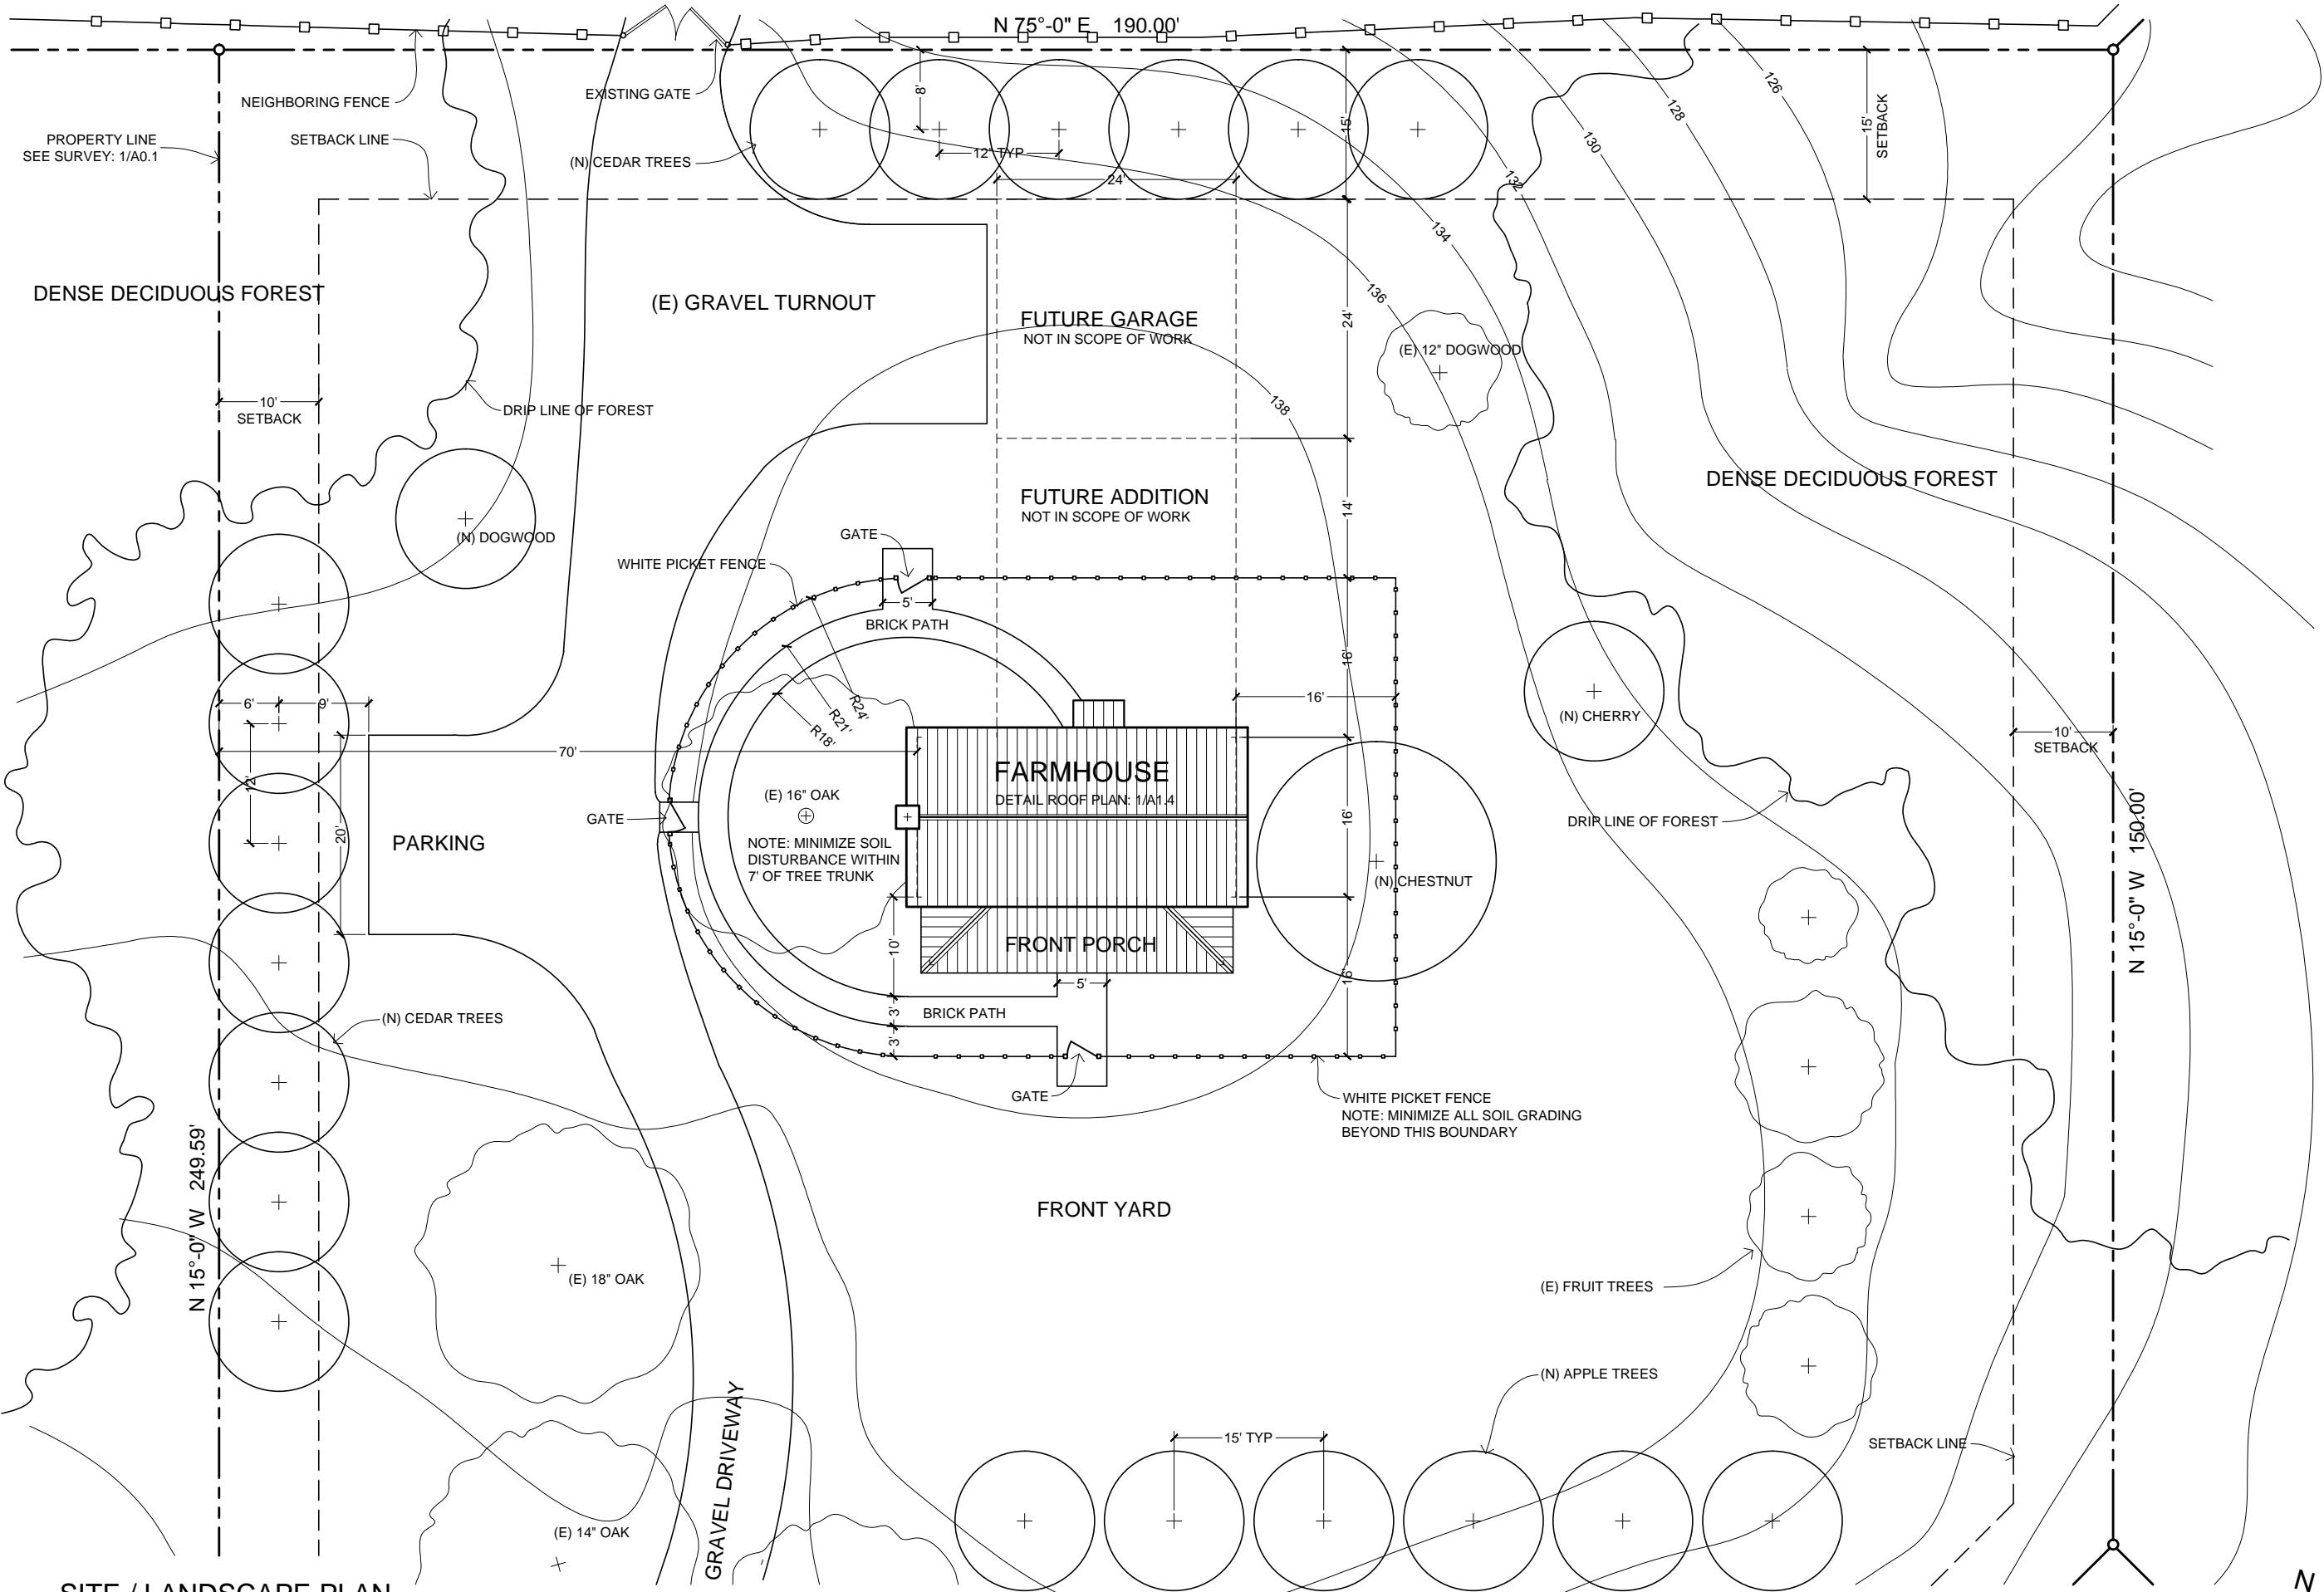 N 75°-0" E 190.00'
NEIGHBORING FENCE
EXISTING GATE
8'
126
128
PROPERTY LINE
SEE SURVEY: 1/A0.1
SETBACK LINE
(N) CEDAR TREES
12' TYP
15'
15'
SETBACK
130
24'
132
134
DENSE DECIDUOUS FOREST
(E) GRAVEL TURNOUT
136
FUTURE GARAGE
NOT IN SCOPE OF WORK
24'
(E) 12" DOGWOOD
10'
SETBACK
DRIP LINE OF FOREST
138
DENSE DECIDUOUS FOREST
FUTURE ADDITION
NOT IN SCOPE OF WORK
14'
(N) DOGWOOD
GATE
WHITE PICKET FENCE
5'
BRICK PATH
16'
6'
9'
R24'
R21'
R18'
16'
(N) CHERRY
10'
SETBACK
70'
12'
20'
FARMHOUSE
DETAIL ROOF PLAN: 1/A1.4
(E) 16" OAK
GATE
16'
DRIP LINE OF FOREST
N 15°-0" W 150.00'
PARKING
NOTE: MINIMIZE SOIL
DISTURBANCE WITHIN
7' OF TREE TRUNK
(N) CHESTNUT
10'
FRONT PORCH
16'
5'
3'
BRICK PATH
(N) CEDAR TREES
3'
GATE
WHITE PICKET FENCE
NOTE: MINIMIZE ALL SOIL GRADING
BEYOND THIS BOUNDARY
N 15°-0" W 249.59'
FRONT YARD
(E) 18" OAK
(E) FRUIT TREES
(N) APPLE TREES
15' TYP
SETBACK LINE
GRAVEL DRIVEWAY
(E) 14" OAK
SITE / LANDSCAPE PLAN
N